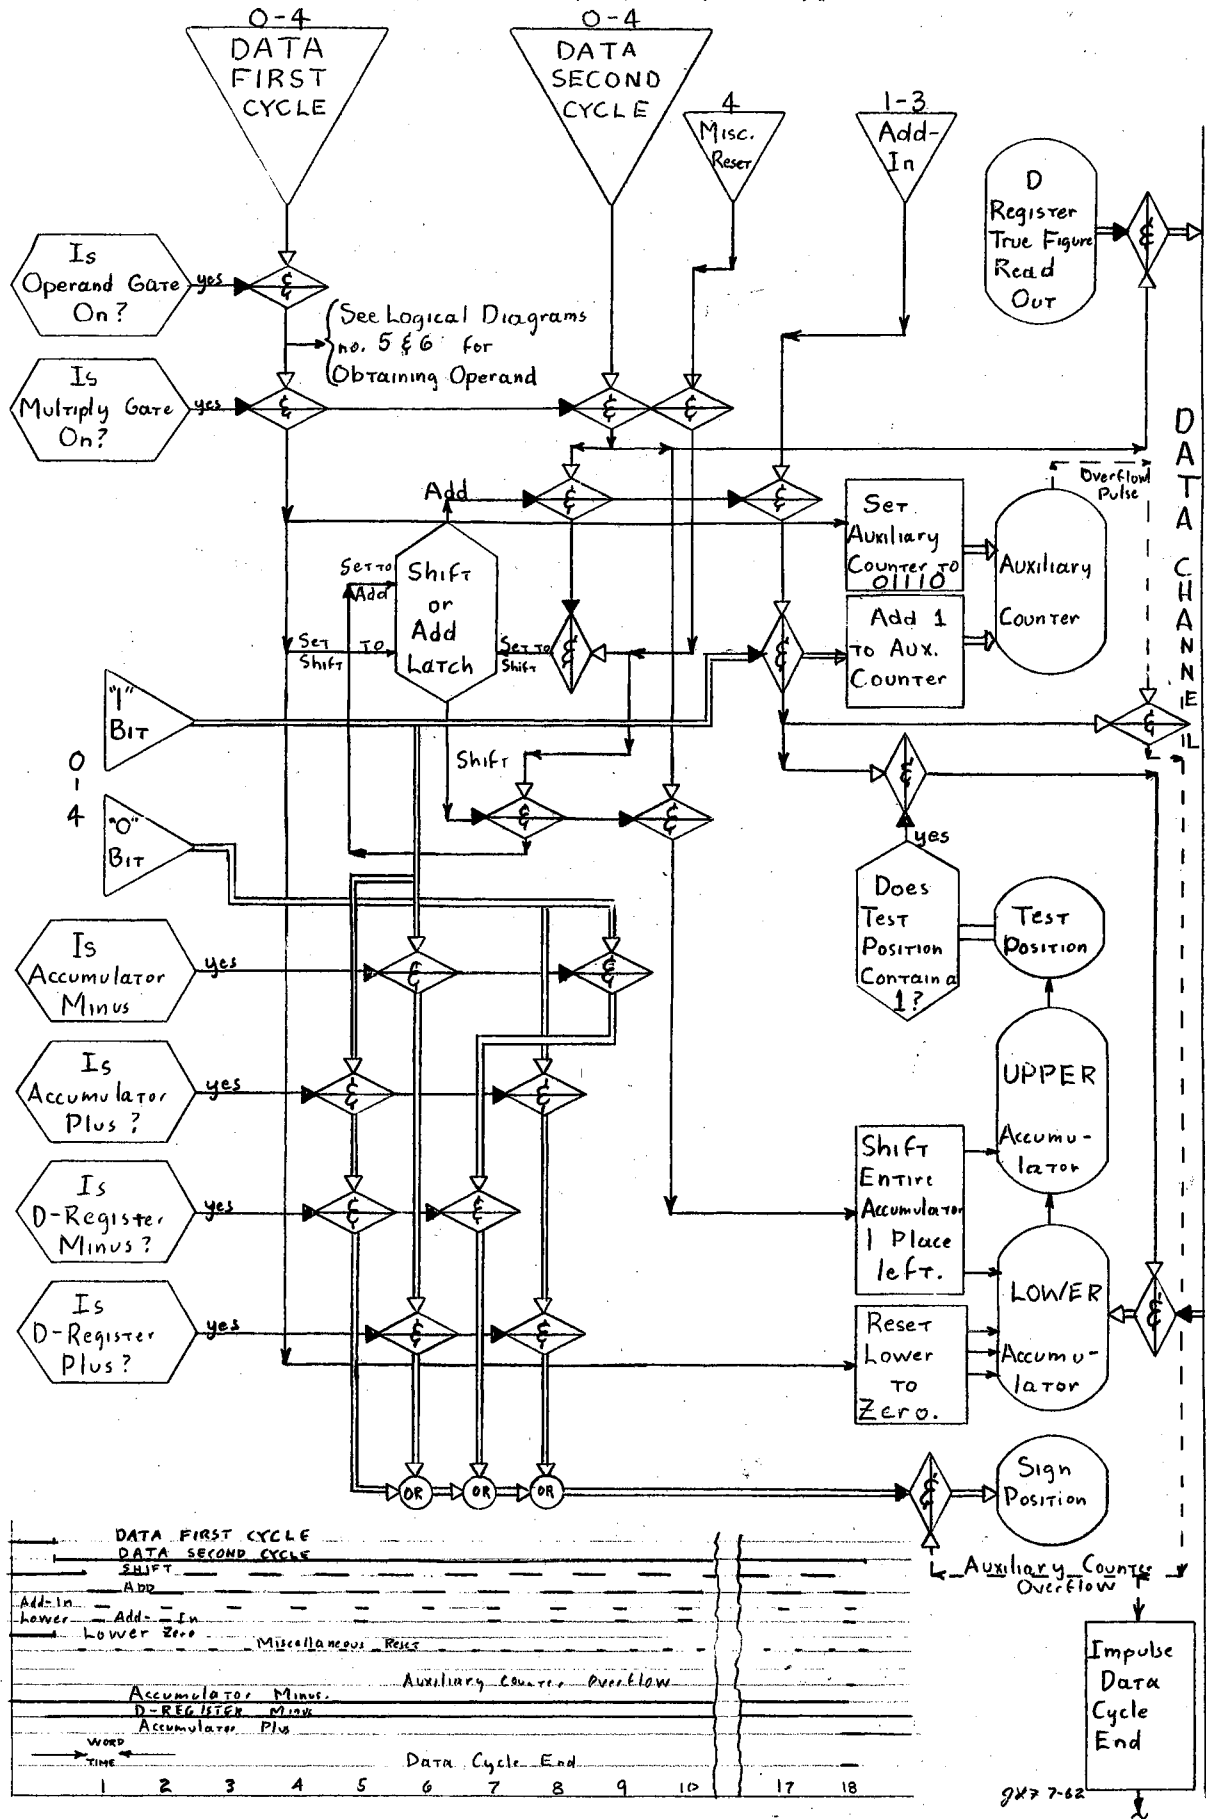 0-4
DATA
FIRST
CYCLE
0-4
DATA
SECOND
CYCLE
4
Misc.
Reset
1-3
Add-
In
D
Register
True Figure
Read
Out
&
Is
Operand Gate
On?
yes
&
See Logical Diagrams
no. 5 & 6 for
Obtaining Operand
Is
Multiply Gate
On?
yes
&
&
&
DATA CHANNEL
Add
&
&
Set
Auxiliary
Counter to
01110
Overflow
Pulse
Auxiliary
Counter
Set to
Add
Shift
or
Add
Latch
Set to
Shift
Set to
Shift
&
&
Add 1
to Aux.
Counter
"1"
Bit
0-4
"0"
Bit
Shift
&
&
&
&
yes
Does
Test
Position
Contain a
1?
Test
Position
Is
Accumulator
Minus
yes
&
&
Is
Accumulator
Plus?
yes
&
&
UPPER
Accumu-
lator
Is
D-Register
Minus?
yes
&
&
Shift
Entire
Accumulator
1 Place
left.
Is
D-Register
Plus?
yes
&
&
LOWER
Accumu-
lator
&
Reset
Lower
to
Zero.
OR
OR
OR
&
Sign
Position
Auxiliary Counter
Overflow
Impulse
Data
Cycle
End
DATA FIRST CYCLE
DATA SECOND CYCLE
SHIFT
ADD
Add-In
Lower Add-In
Lower Zero
Miscellaneous Reset
Auxiliary Counter Overflow
Accumulator Minus.
D-REGISTER Minus
Accumulator Plus
WORD
TIME
Data Cycle End
1 2 3 4 5 6 7 8 9 10 17 18
7-62